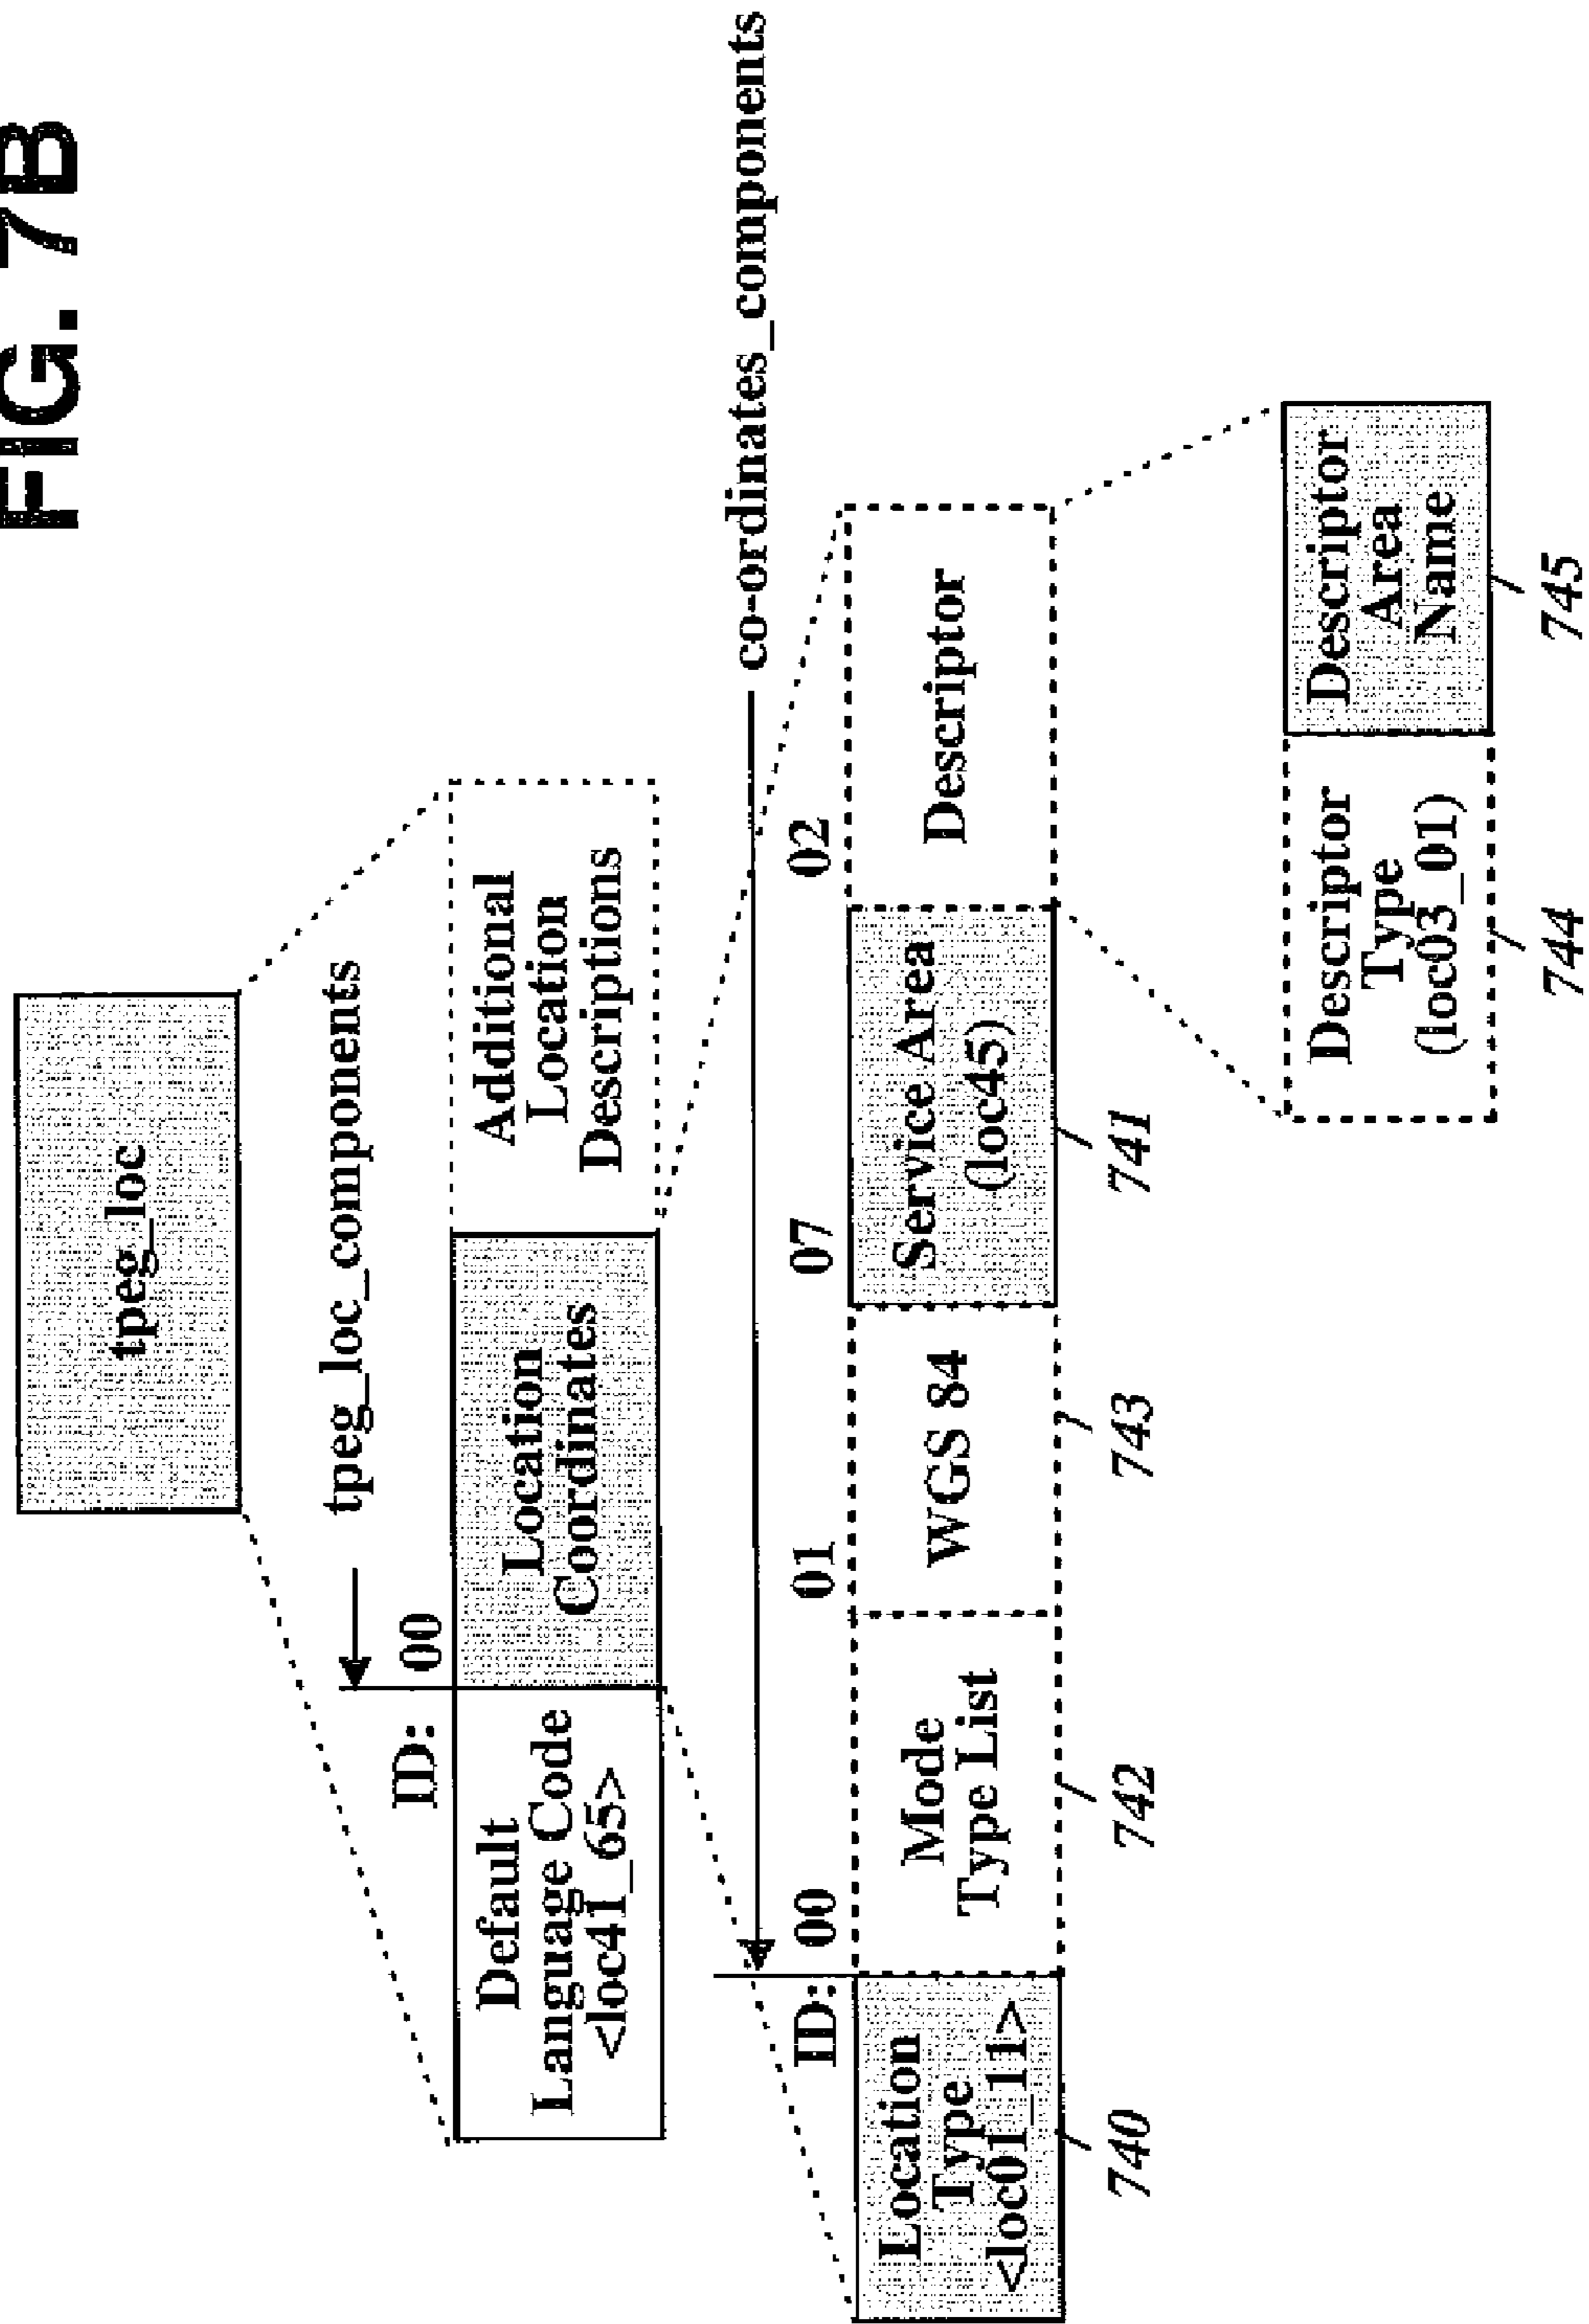 FIG. 7B
tpeg_loc
tpeg_loc_components
ID:
00
Default
Language Code
<loc41_65>
Location
Coordinates
Additional
Location
Descriptions
co-ordinates_components
ID:
00
01
07
02
Location
Type
<loc01_11>
Mode
Type List
WGS 84
Service Area
(loc45)
Descriptor
740
742
743
741
Descriptor
Type
(loc03_01)
Descriptor
Area
Name
744
745